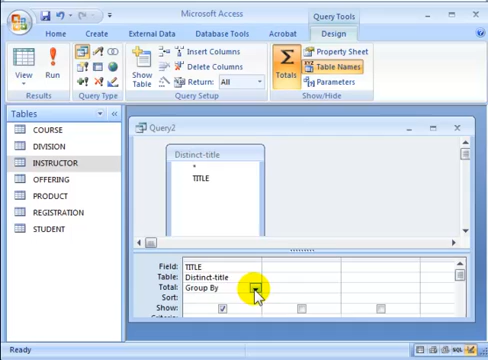 Microsoft Access
Query Tools
Home
Create
External Data
Database Tools
Acrobat
Design
View
Run
Results
Query Type
Show
Table
Insert Columns
Delete Columns
Return: All
Query Setup
Σ
Totals
Property Sheet
Table Names
Parameters
Show/Hide
Tables
COURSE
DIVISION
INSTRUCTOR
OFFERING
PRODUCT
REGISTRATION
STUDENT
Query2
Distinct-title
*
TITLE
Field: TITLE
Table: Distinct-title
Total: Group By
Sort:
Show:
Criteria:
Ready
SQL